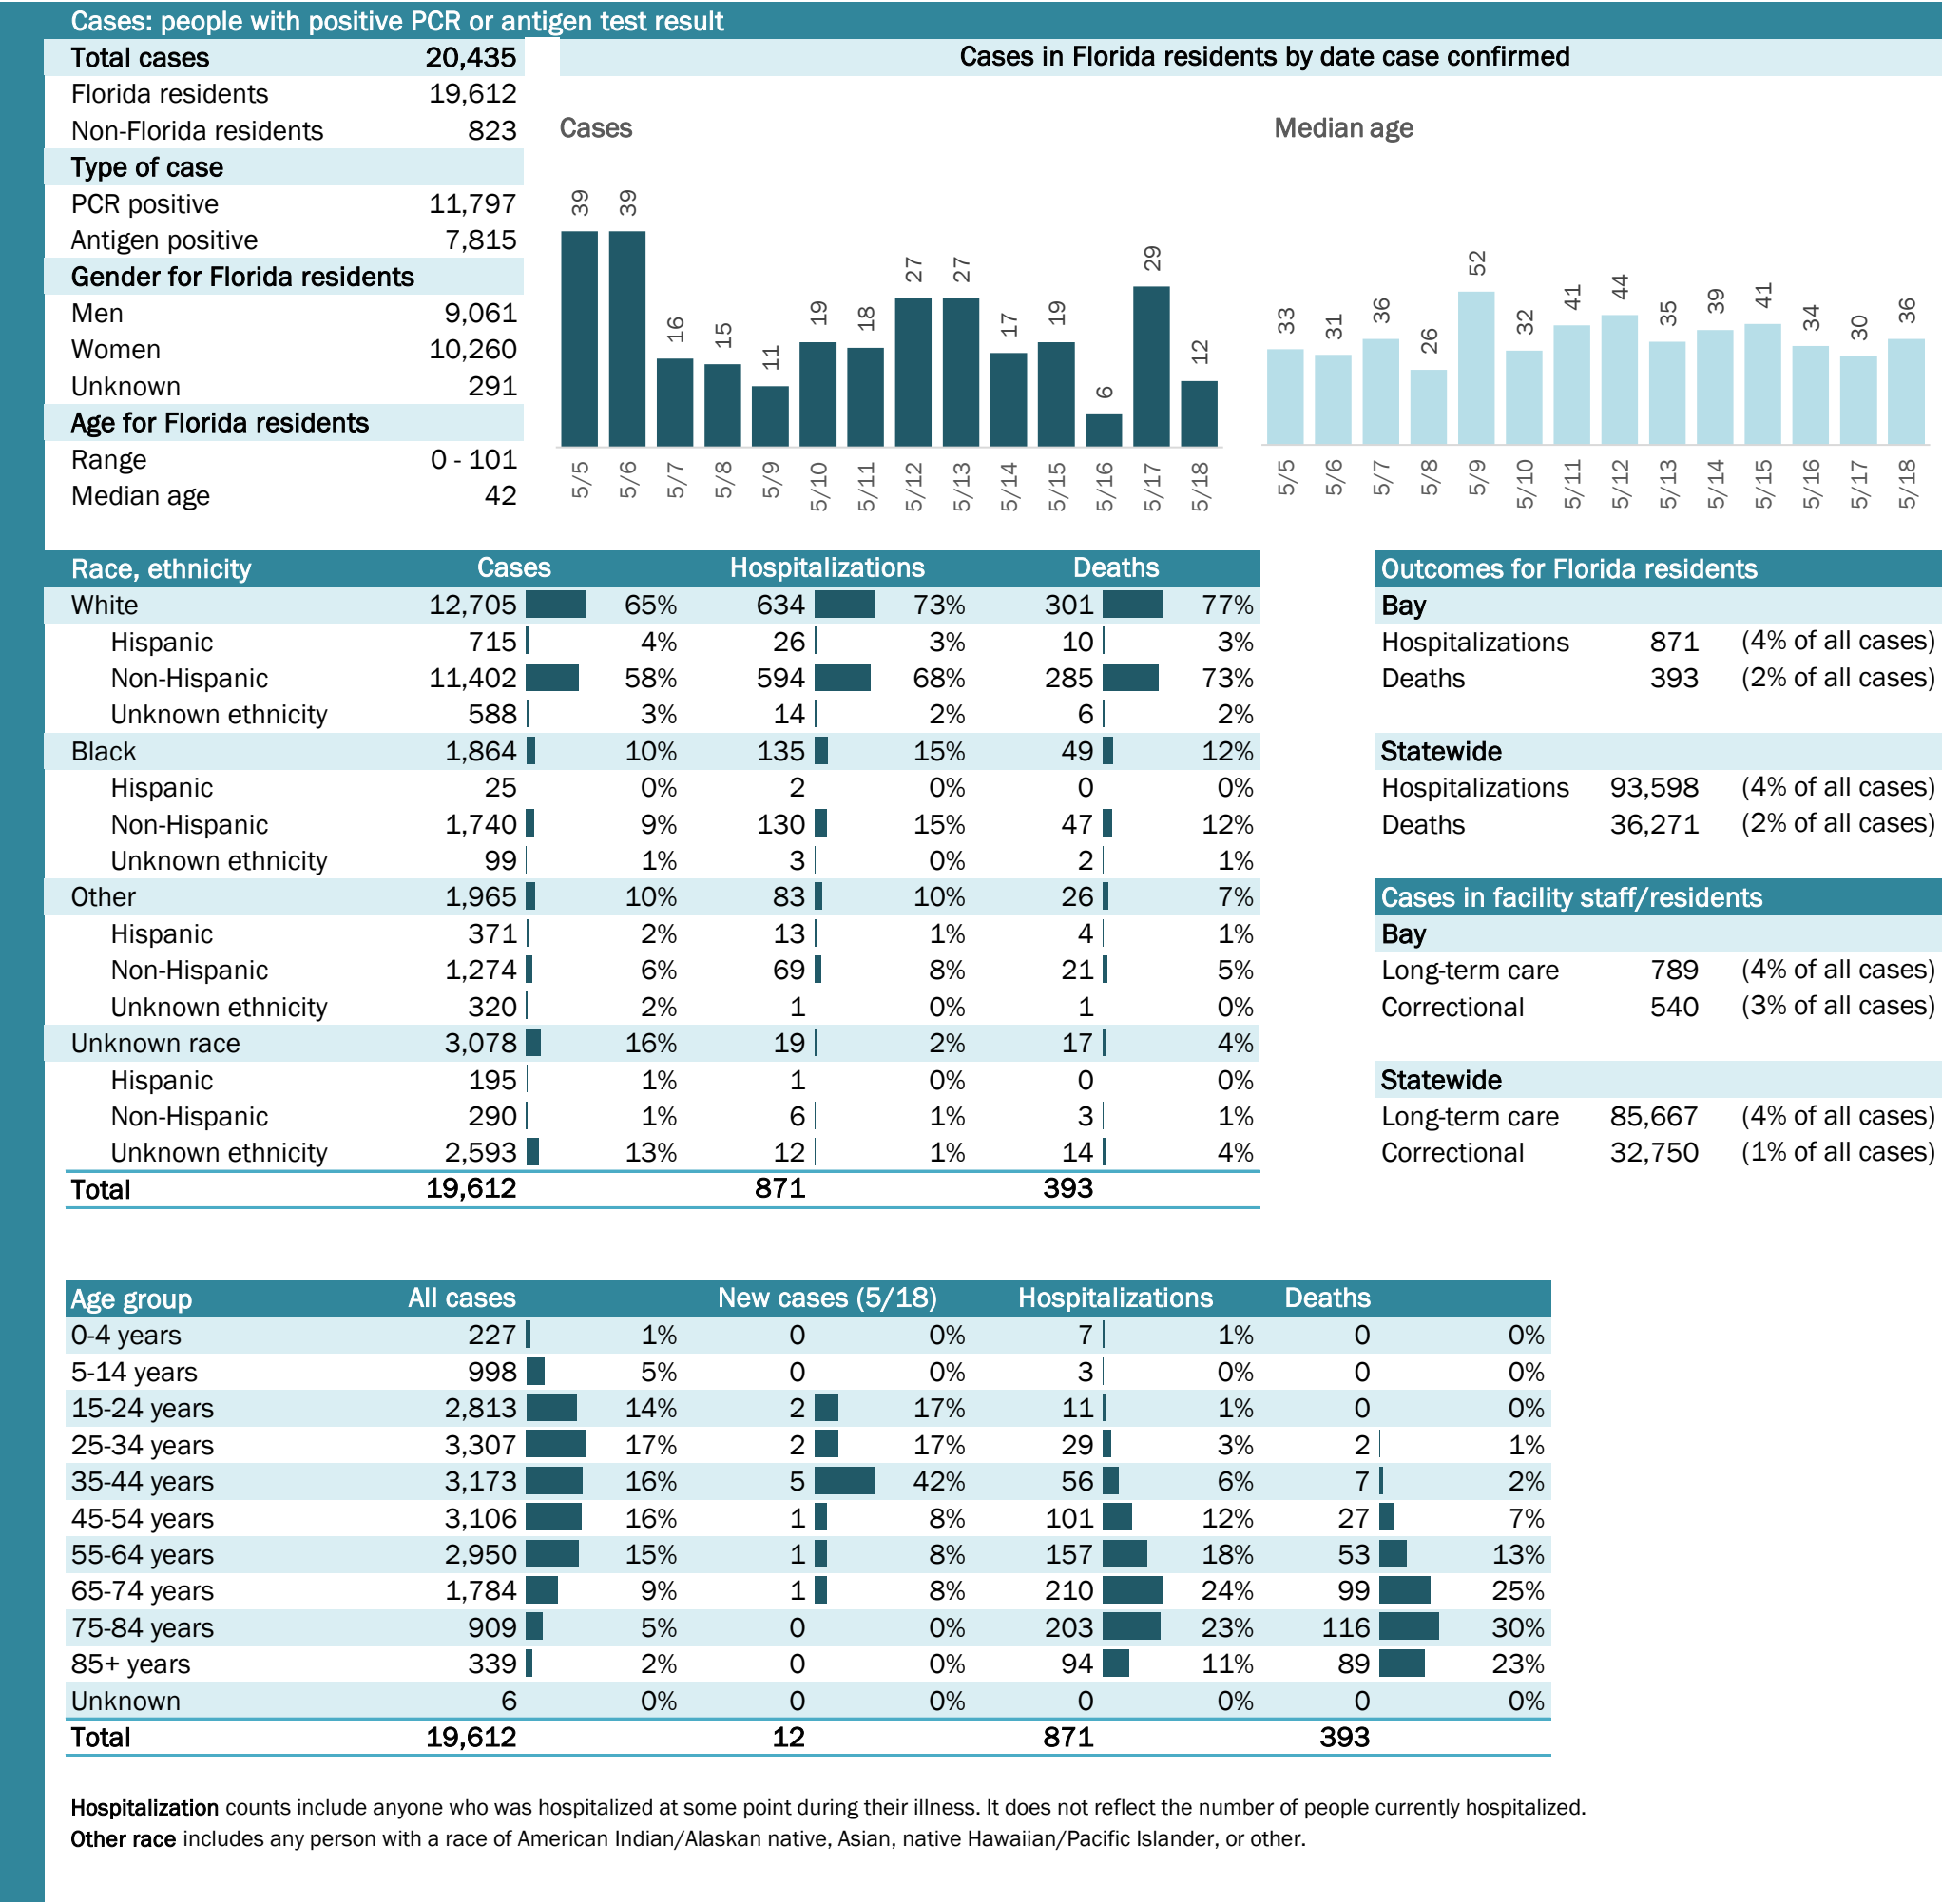 Cases: people with positive PCR or antigen test result
Total cases 20,435
Florida residents 19,612
Non-Florida residents 823
Type of case
PCR positive 11,797
Antigen positive 7,815
Gender for Florida residents
Men 9,061
Women 10,260
Unknown 291
Age for Florida residents
Range 0 - 101
Median age 42
Cases in Florida residents by date case confirmed
Cases
39 39 16 15 11 19 18 27 27 17 19 6 29 12
5/5 5/6 5/7 5/8 5/9 5/10 5/11 5/12 5/13 5/14 5/15 5/16 5/17 5/18
Median age
33 31 36 26 52 32 41 44 35 39 41 34 30 36
5/5 5/6 5/7 5/8 5/9 5/10 5/11 5/12 5/13 5/14 5/15 5/16 5/17 5/18
Race, ethnicity Cases Hospitalizations Deaths
White 12,705 65% 634 73% 301 77%
Hispanic 715 4% 26 3% 10 3%
Non-Hispanic 11,402 58% 594 68% 285 73%
Unknown ethnicity 588 3% 14 2% 6 2%
Black 1,864 10% 135 15% 49 12%
Hispanic 25 0% 2 0% 0 0%
Non-Hispanic 1,740 9% 130 15% 47 12%
Unknown ethnicity 99 1% 3 0% 2 1%
Other 1,965 10% 83 10% 26 7%
Hispanic 371 2% 13 1% 4 1%
Non-Hispanic 1,274 6% 69 8% 21 5%
Unknown ethnicity 320 2% 1 0% 1 0%
Unknown race 3,078 16% 19 2% 17 4%
Hispanic 195 1% 1 0% 0 0%
Non-Hispanic 290 1% 6 1% 3 1%
Unknown ethnicity 2,593 13% 12 1% 14 4%
Total 19,612 871 393
Outcomes for Florida residents
Bay
Hospitalizations 871 (4% of all cases)
Deaths 393 (2% of all cases)
Statewide
Hospitalizations 93,598 (4% of all cases)
Deaths 36,271 (2% of all cases)
Cases in facility staff/residents
Bay
Long-term care 789 (4% of all cases)
Correctional 540 (3% of all cases)
Statewide
Long-term care 85,667 (4% of all cases)
Correctional 32,750 (1% of all cases)
Age group All cases New cases (5/18) Hospitalizations Deaths
0-4 years 227 1% 0 0% 7 1% 0 0%
5-14 years 998 5% 0 0% 3 0% 0 0%
15-24 years 2,813 14% 2 17% 11 1% 0 0%
25-34 years 3,307 17% 2 17% 29 3% 2 1%
35-44 years 3,173 16% 5 42% 56 6% 7 2%
45-54 years 3,106 16% 1 8% 101 12% 27 7%
55-64 years 2,950 15% 1 8% 157 18% 53 13%
65-74 years 1,784 9% 1 8% 210 24% 99 25%
75-84 years 909 5% 0 0% 203 23% 116 30%
85+ years 339 2% 0 0% 94 11% 89 23%
Unknown 6 0% 0 0% 0 0% 0 0%
Total 19,612 12 871 393
Hospitalization counts include anyone who was hospitalized at some point during their illness. It does not reflect the number of people currently hospitalized.
Other race includes any person with a race of American Indian/Alaskan native, Asian, native Hawaiian/Pacific Islander, or other.